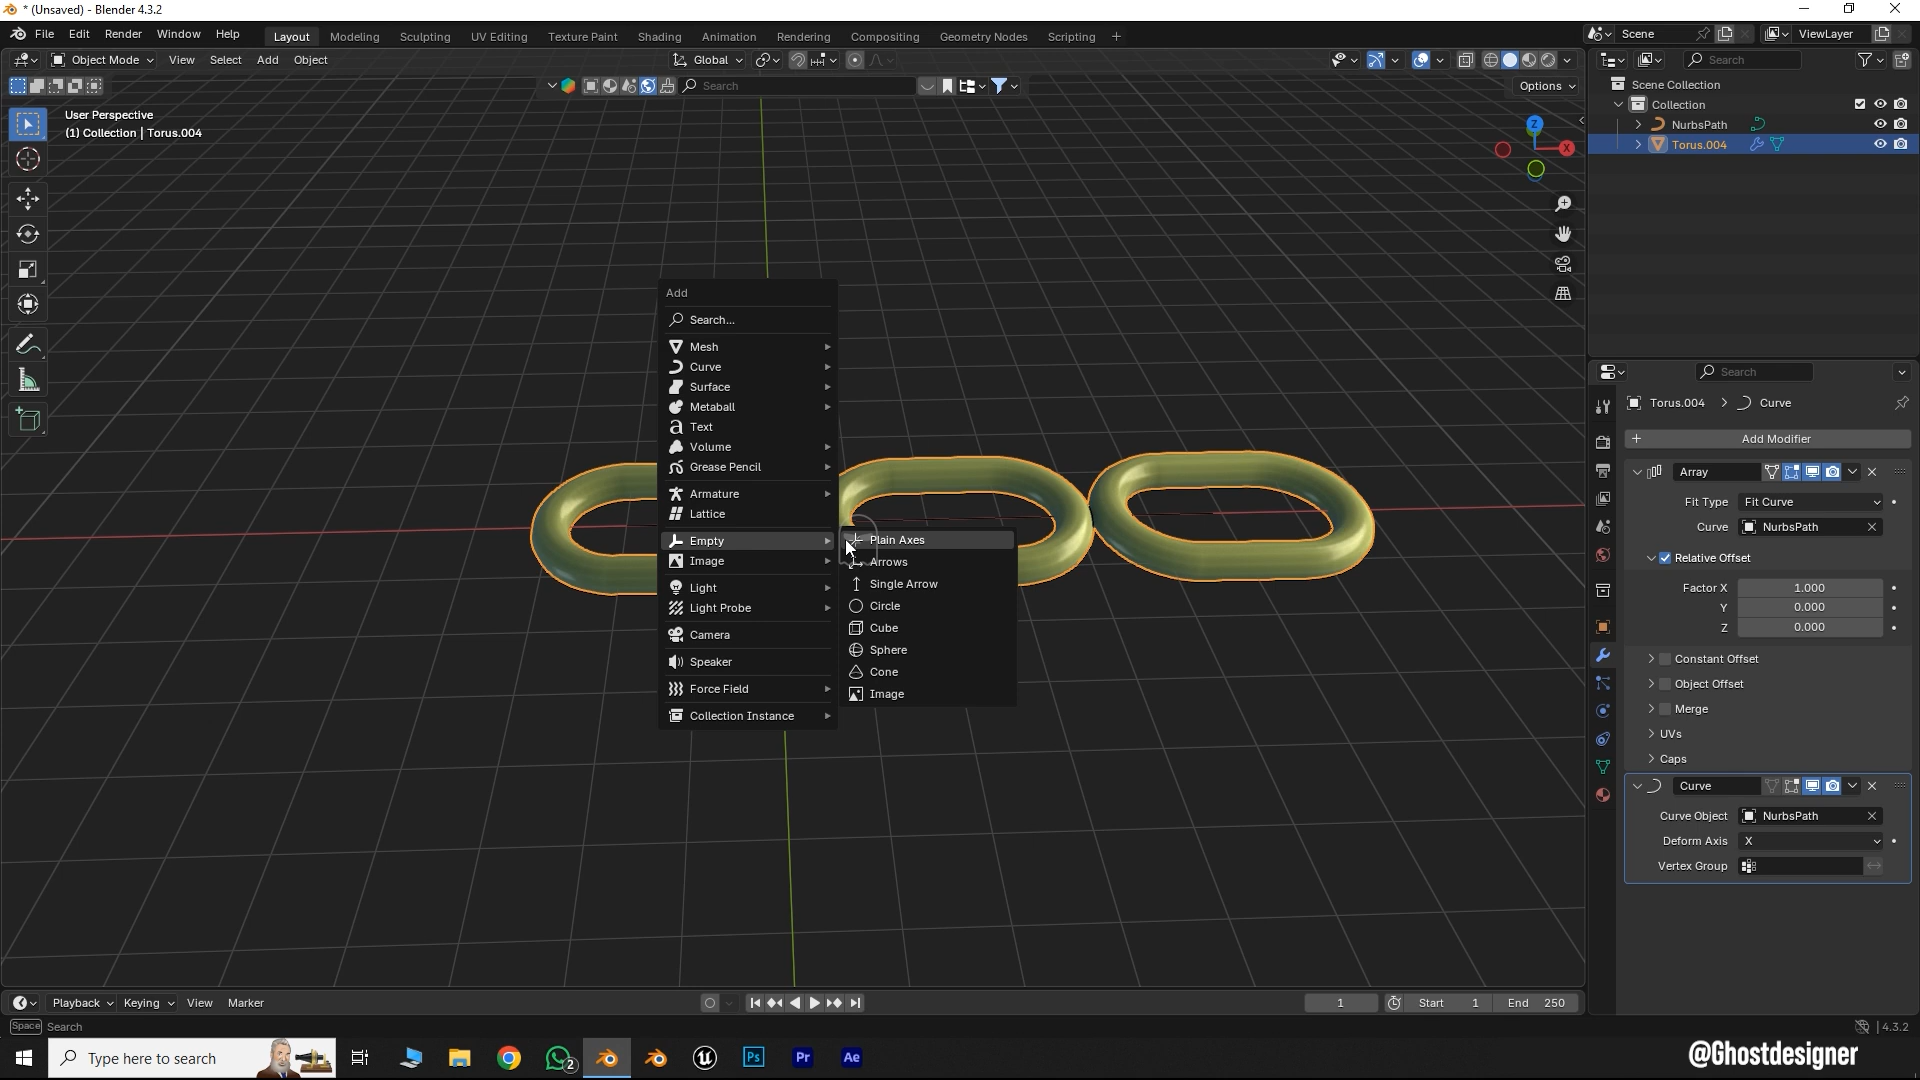 * (Unsaved) - Blender 4.3.2
File Edit Render Window Help
Layout Modeling Sculpting UV Editing Texture Paint Shading Animation Rendering Compositing Geometry Nodes Scripting +
Scene
ViewLayer
Object Mode View Select Add Object
Global
Search
Search
Options
User Perspective
(1) Collection | Torus.004
Scene Collection
Collection
NurbsPath
Torus.004
Z
X
Add
Search...
Mesh
Curve
Surface
Metaball
Text
Volume
Grease Pencil
Armature
Lattice
Empty
Image
Light
Light Probe
Camera
Speaker
Force Field
Collection Instance
Plain Axes
Arrows
Single Arrow
Circle
Cube
Sphere
Cone
Image
Search
Torus.004 > Curve
+ Add Modifier
Array
Fit Type Fit Curve
Curve NurbsPath
Relative Offset
Factor X 1.000
Y 0.000
Z 0.000
Constant Offset
Object Offset
Merge
UVs
Caps
Curve
Curve Object NurbsPath
Deform Axis X
Vertex Group
Playback Keying View Marker
1
Start 1
End 250
Space Search
4.3.2
Type here to search
2
Ps
Pr
Ae
@Ghostdesigner